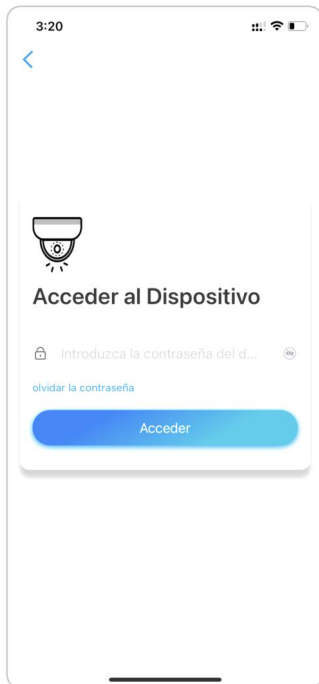 3:20
Acceder al Dispositivo
Introduzca la contraseña del d...
olvidar la contraseña
Acceder